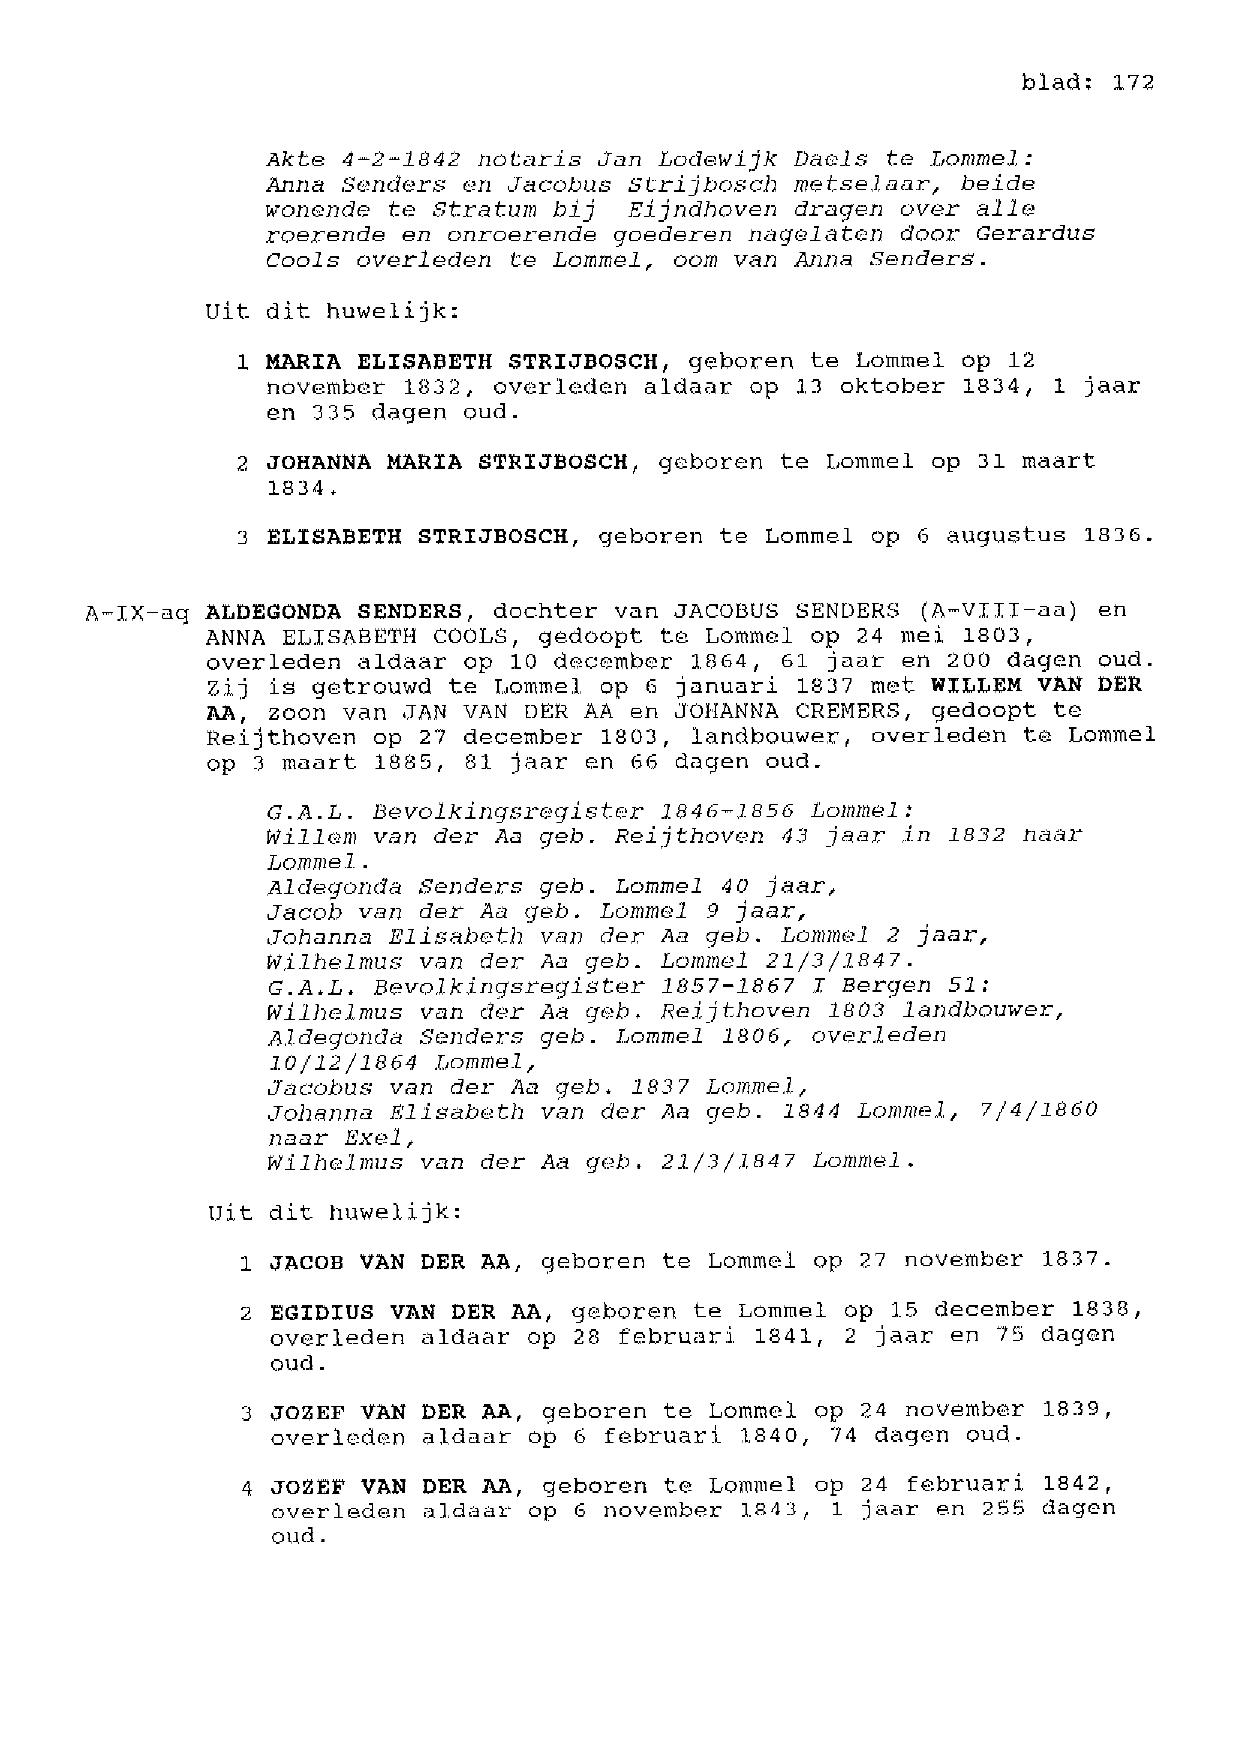 blad: 172
Akte 4-2-1842 notaris Jan Lodewijk Daels te Lommel:
Anna Senders en Jacobus Strijbosch metselaar, beide
wonende te Stratum bij Eijndhoven dragen over alle
roerende en onroerende goederen nagelaten door Gerardus
Cools overleden te Lommel, oom van Anna Senders.
Uit dit huwelijk:
1 MARIA ELISABETH STRIJBOSCH, geboren te Lommel op 12
november 1832, overleden aldaar op 13 oktober 1834, 1 jaar
en 335 dagen oud.
2 JOHANNA MARIA STRIJBOSCH, geboren te Lommel op 31 maart
1834.
3 ELISABETH STRIJBOSCH, geboren te Lommel op 6 augustus 1836.
A-IX-aq ALDEGONDA SENDERS, dochter van JACOBUS SENDERS (A-VIII-aa) en
ANNA ELISABETH COOLS, gedoopt te Lommel op 24 mei 1803,
overleden aldaar op 10 december 1864, 61 jaar en 200 dagen oud.
Zij is getrouwd te Lommel op 6 januari 1837 met WILLEM VAN DER
AA, zoon van JAN VAN DER AA en JOHANNA CREMERS, gedoopt te
Reijthoven op 27 december 1803, landbouwer, overleden te Lommel
op 3 maart 1885, 81 jaar en 66 dagen oud.
G.A.L. Bevolkingsregister 1846-1856 Lommel:
Willem van der Aa geb. Reijthoven 43 jaar in 1832 naar
Lommel.
Aldegonda Senders geb. Lommel 40 jaar,
Jacob van der Aa geb. Lommel 9 jaar,
Johanna Elisabeth van der Aa geb. Lommel 2 jaar,
Wilhelmus van der Aa geb. Lommel 21/3/1847.
G.A.L. Bevolkingsregister 1857-1867 I Bergen 51:
Wilhelmus van der Aa geb. Reijthoven 1803 landbouwer,
Aldegonda Senders geb. Lommel 1806, overleden
10/12/1864 Lommel,
Jacobus van der Aa geb. 1837 Lommel,
Johanna Elisabeth van der Aa geb. 1844 Lommel, 7/4/1860
naar Exel,
Wilhelmus van der Aa geb. 21/3/1847 Lommel.
Uit dit huwelijk:
1 JACOB VAN DER AA, geboren te Lommel op 27 november 1837.
2 EGIDIUS VAN DER AA, geboren te Lommel op 15 december 1838,
overleden aldaar op 28 februari 1841, 2 jaar en 75 dagen
oud.
3 JOZEF VAN DER AA, geboren te Lommel op 24 november 1839,
overleden aldaar op 6 februari 1840, 74 dagen oud.
4 JOZEF VAN DER AA, geboren te Lommel op 24 februari 1842,
overleden aldaar op 6 november 1843, 1 jaar en 255 dagen
oud.